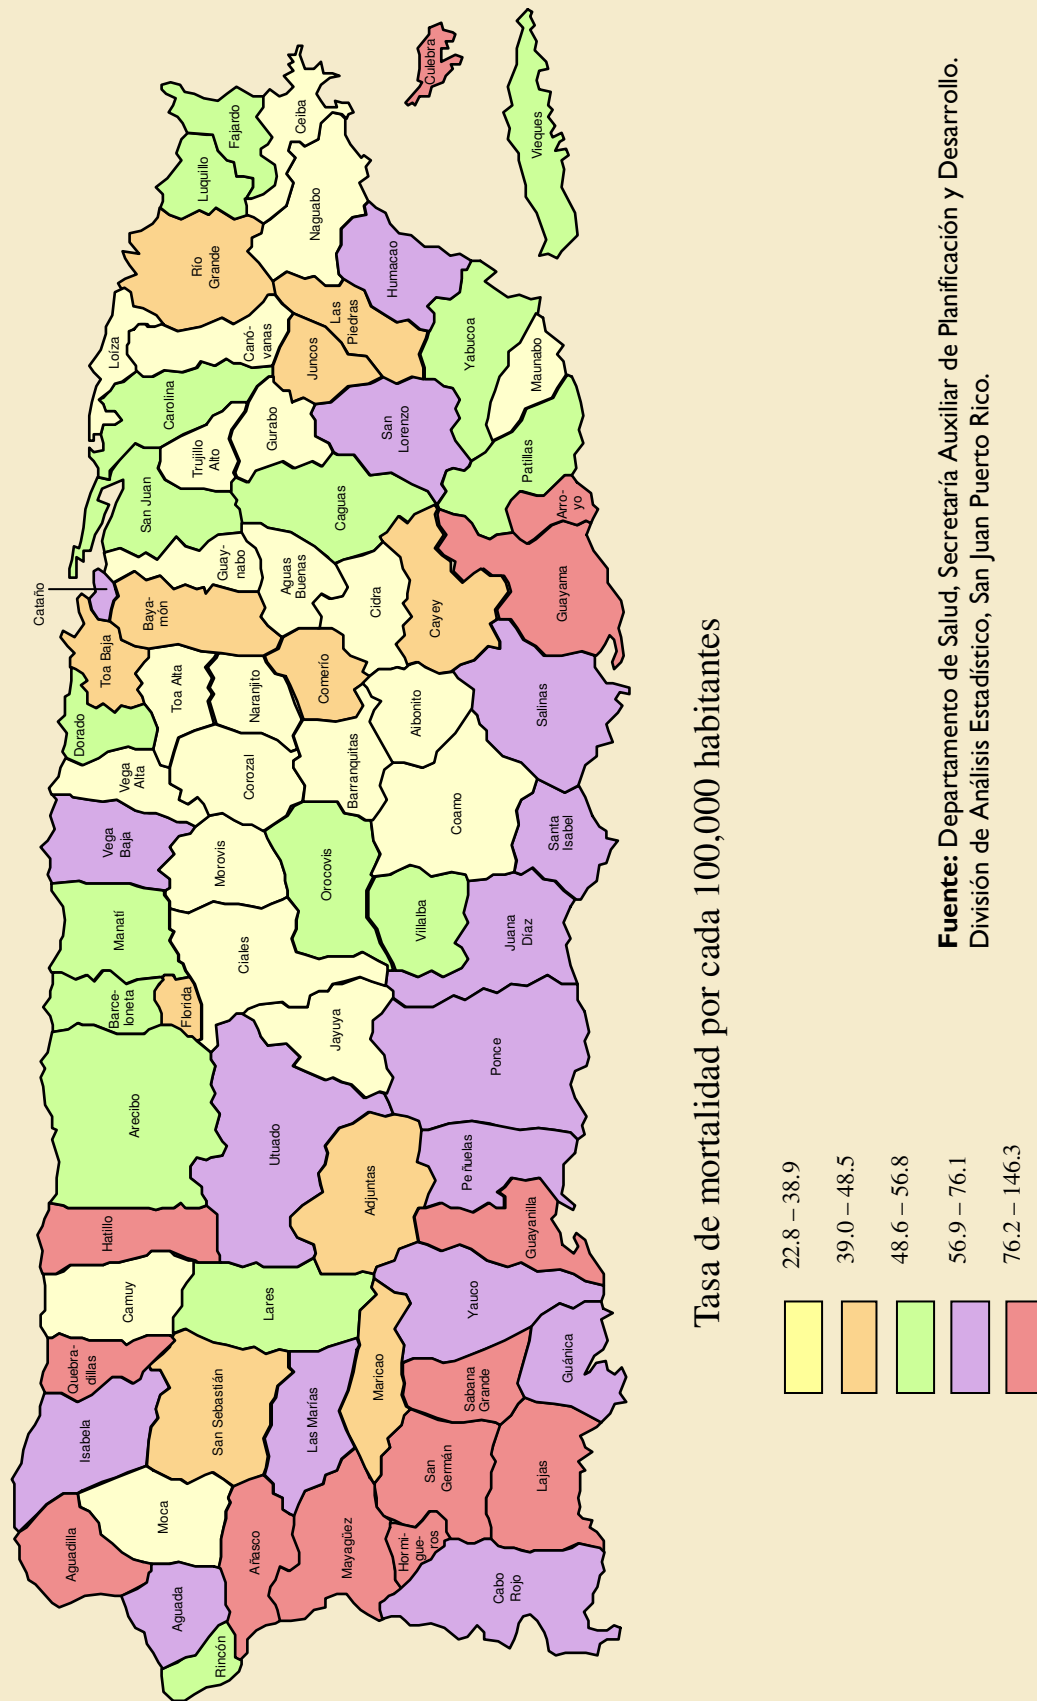 Aguadilla
Isabela
Quebra-
dillas
Camuy
Hatillo
Arecibo
Barce-
loneta
Manatí
Vega
Baja
Vega
Alta
Dorado
Toa Baja
Cataño
San Juan
Carolina
Loíza
Río
Grande
Luquillo
Fajardo
Ceiba
Culebra
Vieques
Rincón
Aguada
Moca
San Sebastián
Lares
Utuado
Florida
Ciales
Morovis
Corozal
Toa Alta
Naranjito
Baya-
món
Guay-
nabo
Trujillo
Alto
Canó-
vanas
Gurabo
Juncos
Las
Piedras
Naguabo
Humacao
Añasco
Las Marías
Mayagüez
Maricao
Adjuntas
Jayuya
Orocovis
Barranquitas
Comerío
Aguas
Buenas
Cidra
Caguas
San
Lorenzo
Yabucoa
Hormi-
gue-
ros
San
Germán
Sabana
Grande
Yauco
Peñuelas
Ponce
Villalba
Coamo
Aibonito
Cayey
Patillas
Maunabo
Cabo
Rojo
Lajas
Guánica
Guayanilla
Juana
Díaz
Santa
Isabel
Salinas
Guayama
Arro-
yo
Tasa de mortalidad por cada 100,000 habitantes
22.8 – 38.9
39.0 – 48.5
48.6 – 56.8
56.9 – 76.1
76.2 – 146.3
Fuente: Departamento de Salud, Secretaría Auxiliar de Planificación y Desarrollo.
División de Análisis Estadístico, San Juan Puerto Rico.